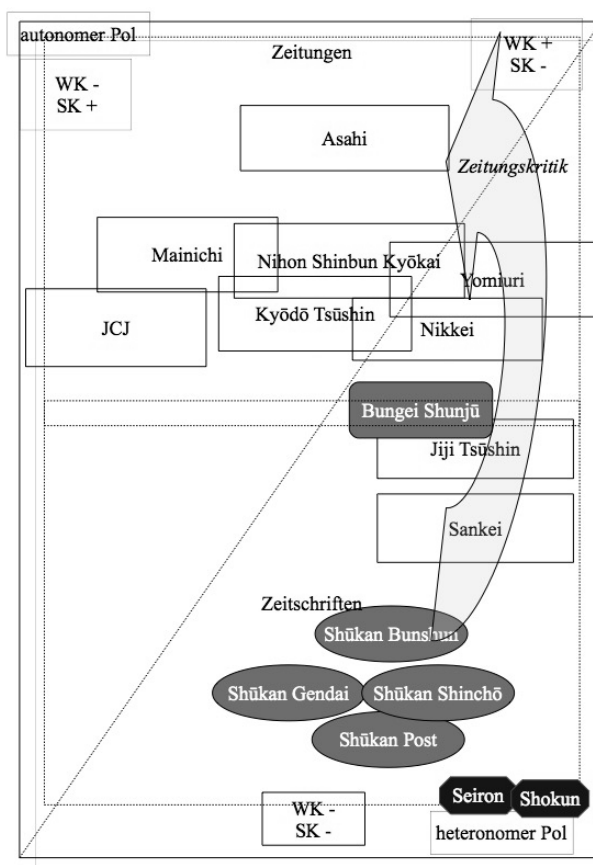 autonomer Pol
WK -
SK +
Zeitungen
WK +
SK -
Asahi
Zeitungskritik
Mainichi
Nihon Shinbun Kyōkai
Yomiuri
JCJ
Kyōdō Tsūshin
Nikkei
Bungei Shunjū
Jiji Tsūshin
Sankei
Zeitschriften
Shūkan Bunshun
Shūkan Gendai
Shūkan Shinchō
Shūkan Post
WK -
SK -
Seiron
Shokun
heteronomer Pol